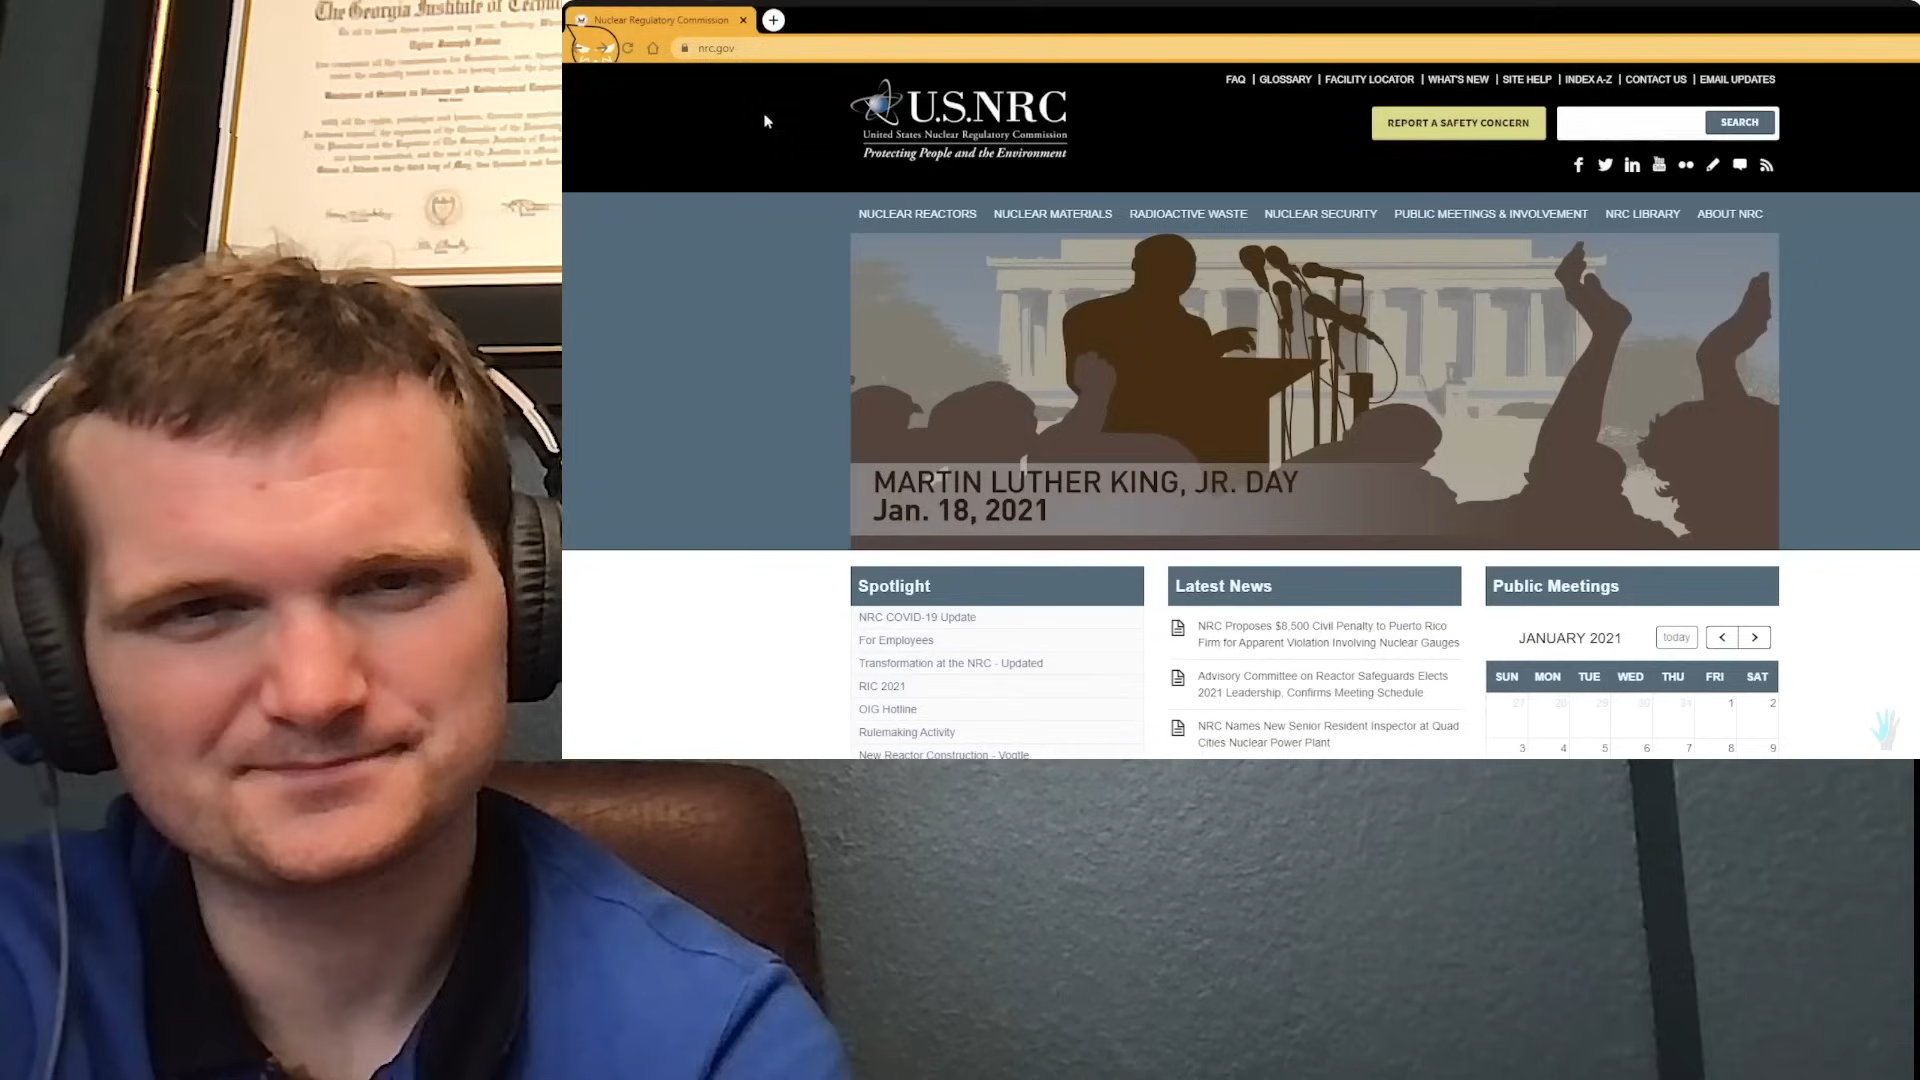 The Georgia Institute of
Nuclear Regulatory Commission
nrc.gov
FAQ | GLOSSARY | FACILITY LOCATOR | WHAT'S NEW | SITE HELP | INDEX A-Z | CONTACT US | EMAIL UPDATES
U.S.NRC
United States Nuclear Regulatory Commission
Protecting People and the Environment
REPORT A SAFETY CONCERN
SEARCH
NUCLEAR REACTORS NUCLEAR MATERIALS RADIOACTIVE WASTE NUCLEAR SECURITY PUBLIC MEETINGS & INVOLVEMENT NRC LIBRARY ABOUT NRC
MARTIN LUTHER KING, JR. DAY
Jan. 18, 2021
Spotlight
NRC COVID-19 Update
For Employees
Transformation at the NRC - Updated
RIC 2021
OIG Hotline
Rulemaking Activity
New Reactor Construction - Vogtle
Latest News
NRC Proposes $8,500 Civil Penalty to Puerto Rico
Firm for Apparent Violation Involving Nuclear Gauges
Advisory Committee on Reactor Safeguards Elects
2021 Leadership, Confirms Meeting Schedule
NRC Names New Senior Resident Inspector at Quad
Cities Nuclear Power Plant
Public Meetings
JANUARY 2021 today < >
SUN MON TUE WED THU FRI SAT
27 28 29 30 31 1 2
3 4 5 6 7 8 9